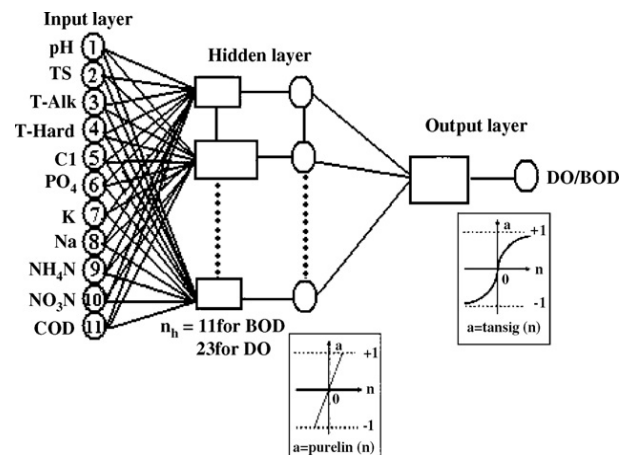 Input layer
pH 1
TS 2
T-Alk 3
T-Hard 4
C1 5
PO4 6
K 7
Na 8
NH4N 9
NO3N 10
COD 11
Hidden layer
nh = 11for BOD
23for DO
Output layer
DO/BOD
a
+1
n
0
-1
a=tansig (n)
a
+1
n
0
-1
a=purelin (n)